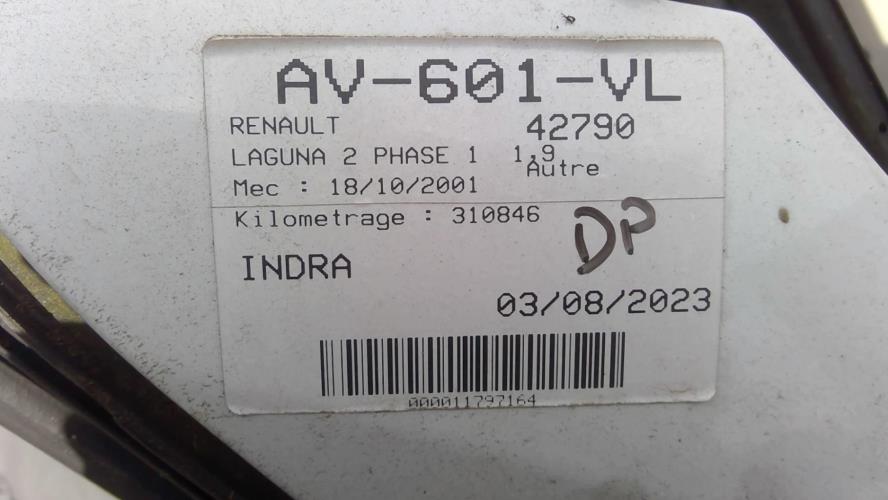 AV-601-VL
RENAULT 42790
LAGUNA 2 PHASE 1 1,9
Autre
Mec : 18/10/2001
Kilometrage : 310846
DP
INDRA
03/08/2023
000011797164